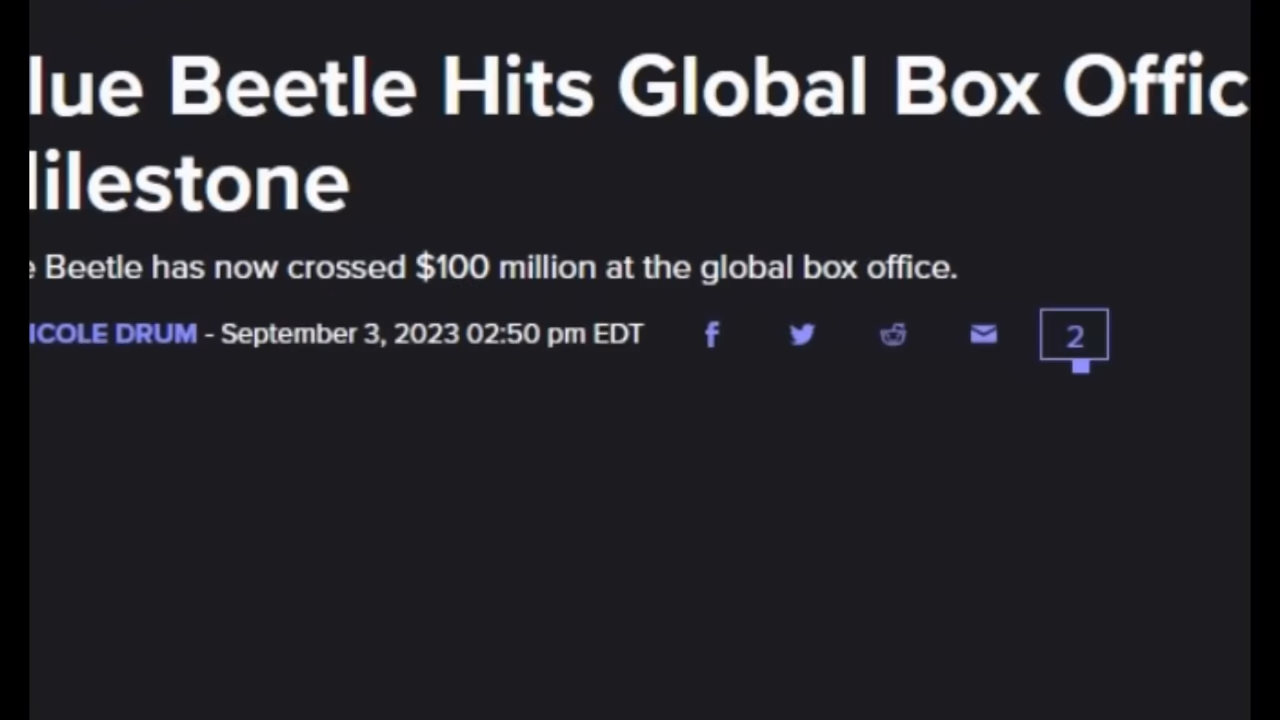 lue Beetle Hits Global Box Offic
ilestone
e Beetle has now crossed $100 million at the global box office.
ICOLE DRUM - September 3, 2023 02:50 pm EDT
2